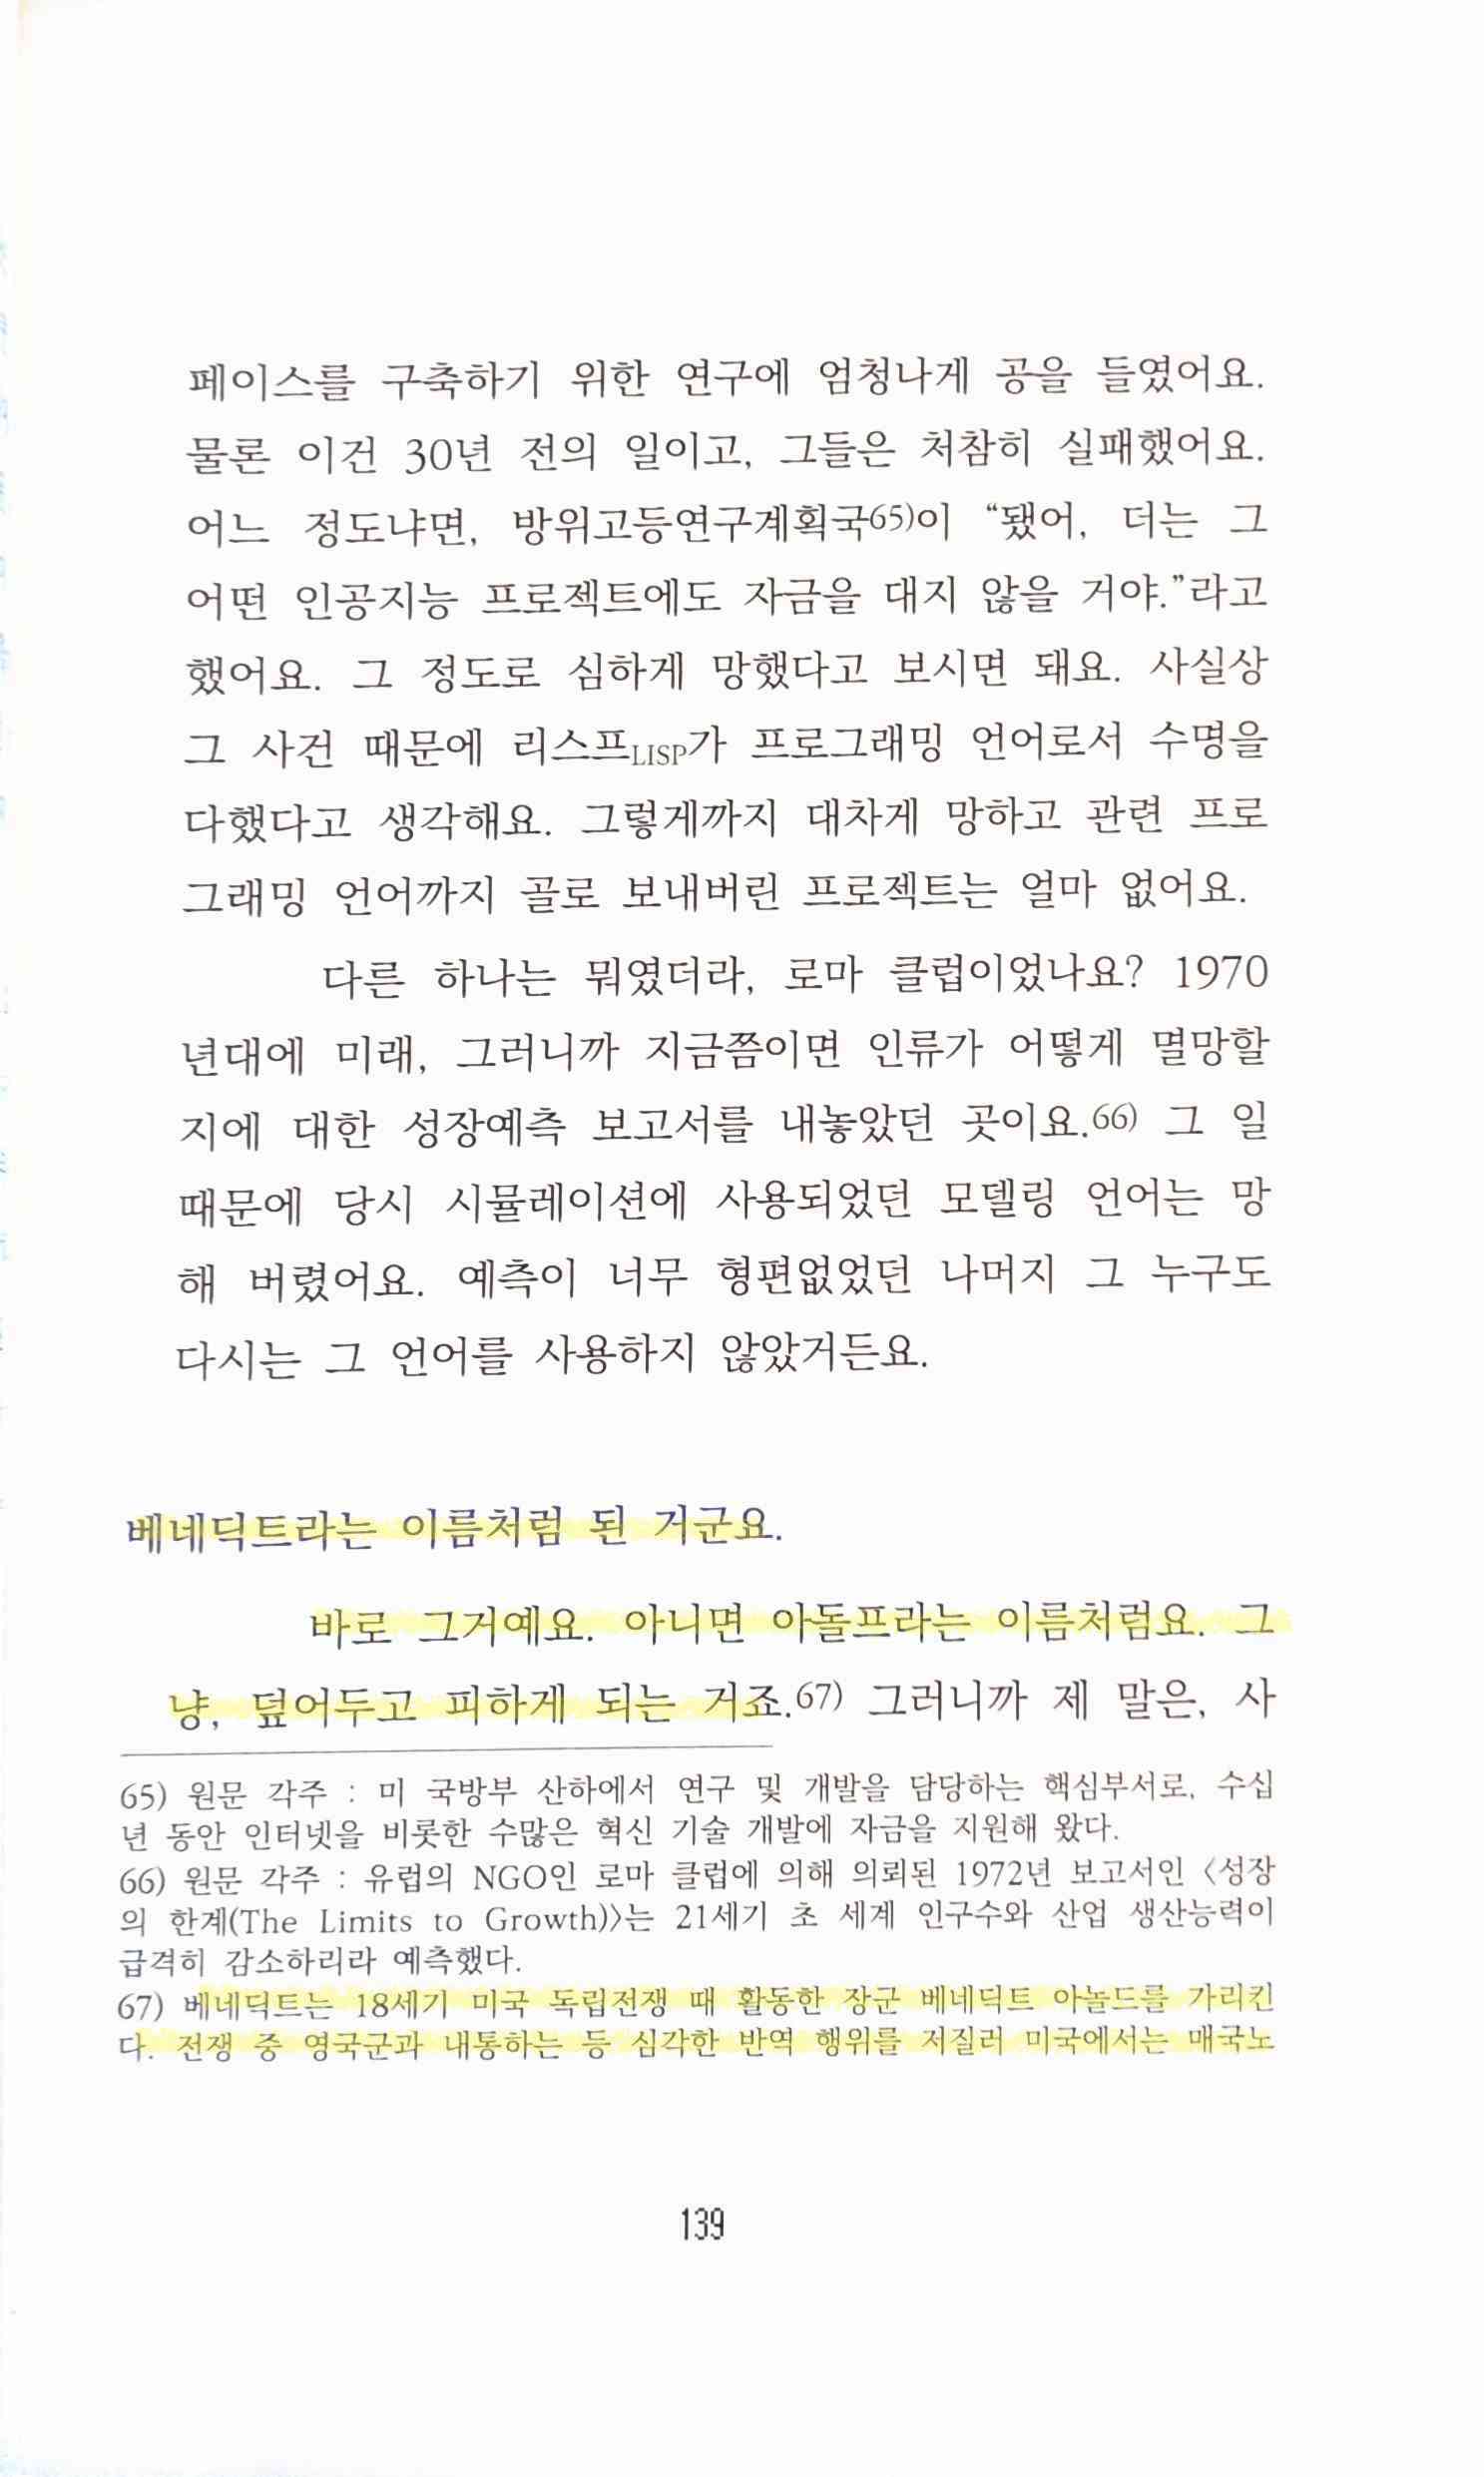 페이스를 구축하기 위한 연구에 엄청나게 공을 들였어요.
물론 이건 30년 전의 일이고, 그들은 처참히 실패했어요.
어느 정도냐면, 방위고등연구계획국65)이 “됐어, 더는 그
어떤 인공지능 프로젝트에도 자금을 대지 않을 거야.”라고
했어요. 그 정도로 심하게 망했다고 보시면 돼요. 사실상
그 사건 때문에 리스프LISP가 프로그래밍 언어로서 수명을
다했다고 생각해요. 그렇게까지 대차게 망하고 관련 프로
그래밍 언어까지 골로 보내버린 프로젝트는 얼마 없어요.
다른 하나는 뭐였더라, 로마 클럽이었나요? 1970
년대에 미래, 그러니까 지금쯤이면 인류가 어떻게 멸망할
지에 대한 성장예측 보고서를 내놓았던 곳이요.66) 그 일
때문에 당시 시뮬레이션에 사용되었던 모델링 언어는 망
해 버렸어요. 예측이 너무 형편없었던 나머지 그 누구도
다시는 그 언어를 사용하지 않았거든요.
베네딕트라는 이름처럼 된 거군요.
바로 그거예요. 아니면 아돌프라는 이름처럼요. 그
냥, 덮어두고 피하게 되는 거죠.67) 그러니까 제 말은, 사
65) 원문 각주 : 미 국방부 산하에서 연구 및 개발을 담당하는 핵심부서로, 수십
년 동안 인터넷을 비롯한 수많은 혁신 기술 개발에 자금을 지원해 왔다.
66) 원문 각주 : 유럽의 NGO인 로마 클럽에 의해 의뢰된 1972년 보고서인 〈성장
의 한계(The Limits to Growth)〉는 21세기 초 세계 인구수와 산업 생산능력이
급격히 감소하리라 예측했다.
67) 베네딕트는 18세기 미국 독립전쟁 때 활동한 장군 베네딕트 아놀드를 가리킨
다. 전쟁 중 영국군과 내통하는 등 심각한 반역 행위를 저질러 미국에서는 매국노
139